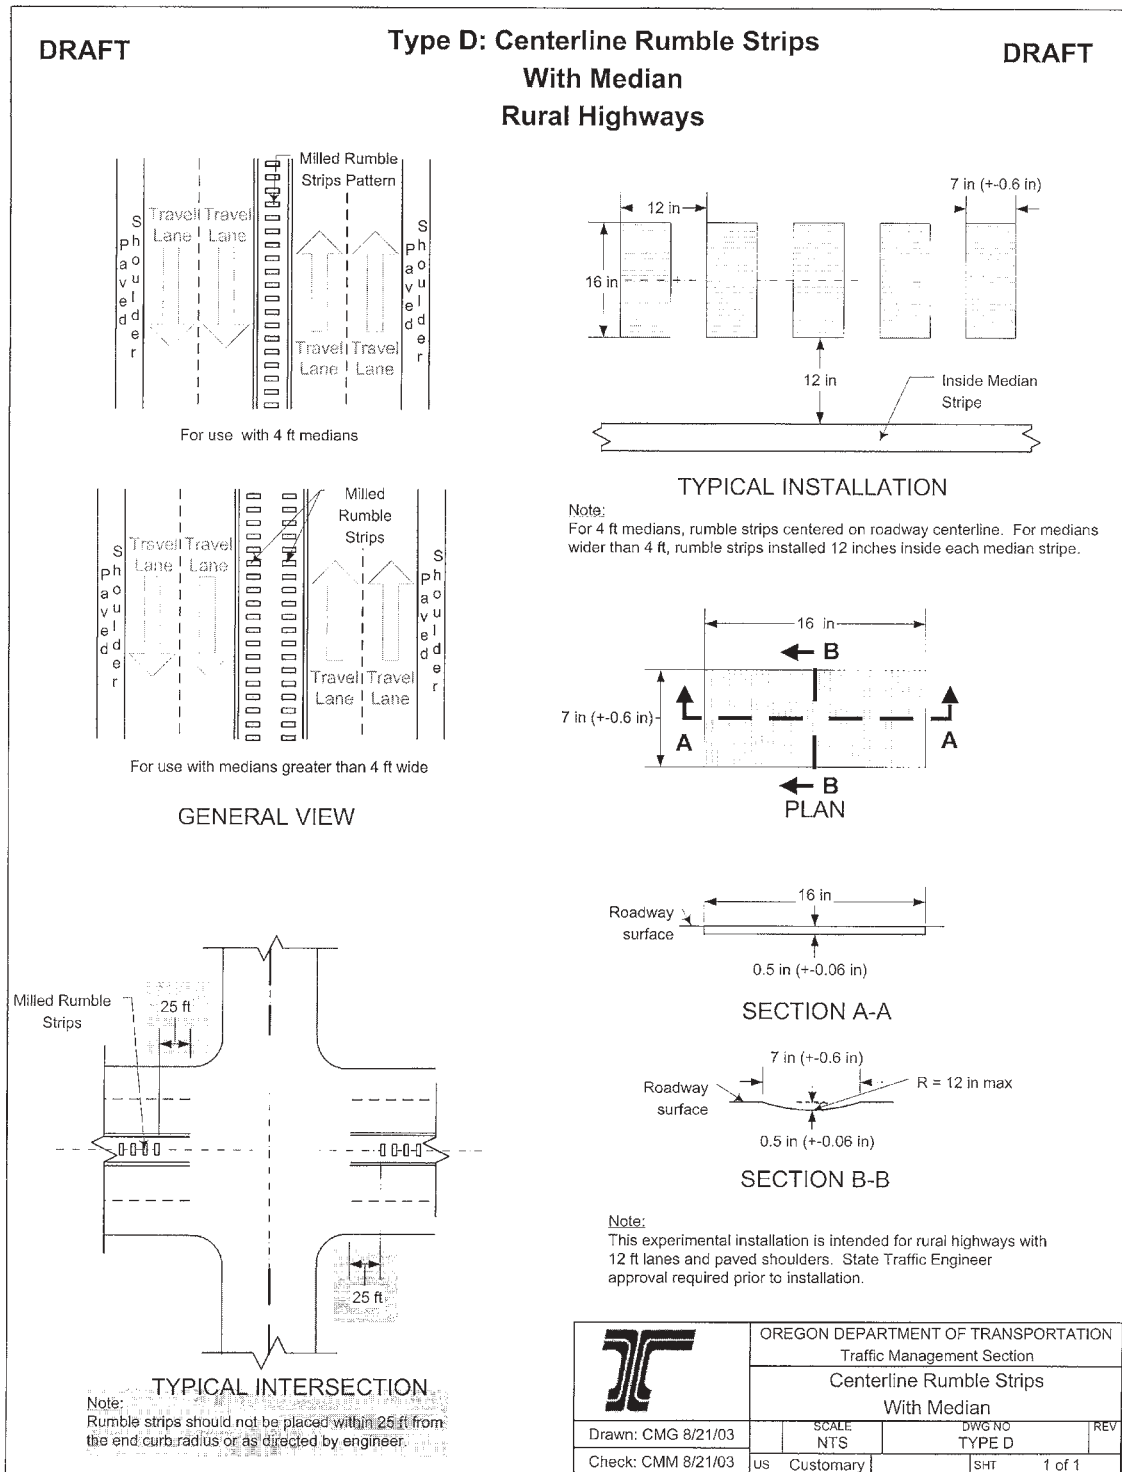 DRAFT
Type D: Centerline Rumble Strips
With Median
Rural Highways
DRAFT
Milled Rumble
Strips Pattern
Paved
Shoulder
Travel
Lane
Travel
Lane
Travel
Lane
Travel
Lane
Paved
Shoulder
For use with 4 ft medians
Milled
Rumble
Strips
Paved
Shoulder
Travel
Lane
Travel
Lane
Travel
Lane
Travel
Lane
Paved
Shoulder
For use with medians greater than 4 ft wide
GENERAL VIEW
7 in (+-0.6 in)
12 in
16 in
12 in
Inside Median
Stripe
TYPICAL INSTALLATION
Note:
For 4 ft medians, rumble strips centered on roadway centerline. For medians
wider than 4 ft, rumble strips installed 12 inches inside each median stripe.
16 in
B
7 in (+-0.6 in)
A
A
B
PLAN
16 in
Roadway
surface
0.5 in (+-0.06 in)
SECTION A-A
7 in (+-0.6 in)
Roadway
surface
R = 12 in max
0.5 in (+-0.06 in)
SECTION B-B
Note:
This experimental installation is intended for rural highways with
12 ft lanes and paved shoulders. State Traffic Engineer
approval required prior to installation.
Milled Rumble
Strips
25 ft
25 ft
TYPICAL INTERSECTION
Note:
Rumble strips should not be placed within 25 ft from
the end curb radius or as directed by engineer.
OREGON DEPARTMENT OF TRANSPORTATION
Traffic Management Section
Centerline Rumble Strips
With Median
Drawn: CMG 8/21/03
SCALE
NTS
DWG NO
TYPE D
REV
Check: CMM 8/21/03
US Customary
SHT 1 of 1